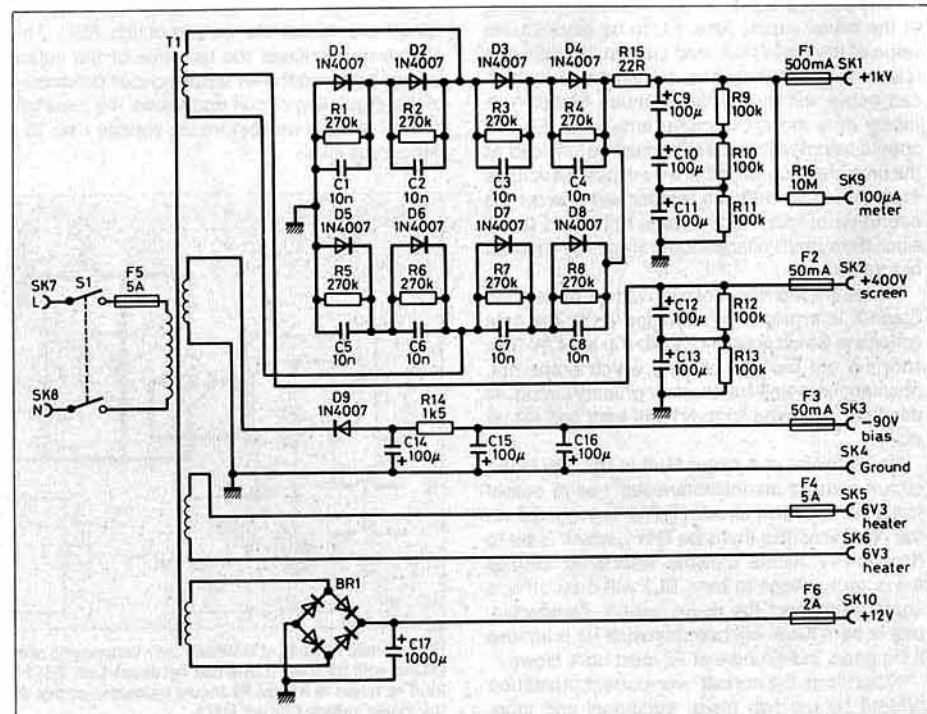 T1
D1
1N4007
D2
1N4007
D3
1N4007
D4
1N4007
R15
22R
F1
500mA
SK1
+1kV
R1
270k
R2
270k
R3
270k
R4
270k
C1
10n
C2
10n
C3
10n
C4
10n
C9
100µ
R9
100k
C10
100µ
R10
100k
C11
100µ
R11
100k
R16
10M
SK9
100µA
meter
D5
1N4007
D6
1N4007
D7
1N4007
D8
1N4007
R5
270k
R6
270k
R7
270k
R8
270k
C5
10n
C6
10n
C7
10n
C8
10n
F2
50mA
SK2
+400V
screen
C12
100µ
R12
100k
C13
100µ
R13
100k
SK7
L
S1
F5
5A
SK8
N
D9
1N4007
R14
1k5
F3
50mA
SK3
−90V
bias
C14
100µ
C15
100µ
C16
100µ
SK4
Ground
F4
5A
SK5
6V3
heater
SK6
6V3
heater
BR1
C17
1000µ
F6
2A
SK10
+12V